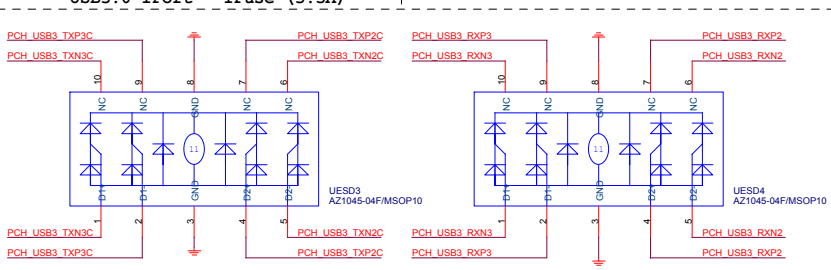 PCH_USB3_TXP3C PCH_USB3_TXP2C PCH_USB3_RXP3 PCH_USB3_RXP2
PCH_USB3_TXN3C PCH_USB3_TXN2C PCH_USB3_RXN3 PCH_USB3_RXN2
10 9 8 7 6 10 9 8 7 6
NC NC GND NC NC NC NC GND NC NC
11 11
D1+ D1- GND D2+ D2- D1+ D1- GND D2+ D2-
UESD3 UESD4
AZ1045-04F/MSOP10 AZ1045-04F/MSOP10
1 2 3 4 5 1 2 3 4 5
PCH_USB3_TXN3C PCH_USB3_TXN2C PCH_USB3_RXN3 PCH_USB3_RXN2
PCH_USB3_TXP3C PCH_USB3_TXP2C PCH_USB3_RXP3 PCH_USB3_RXP2